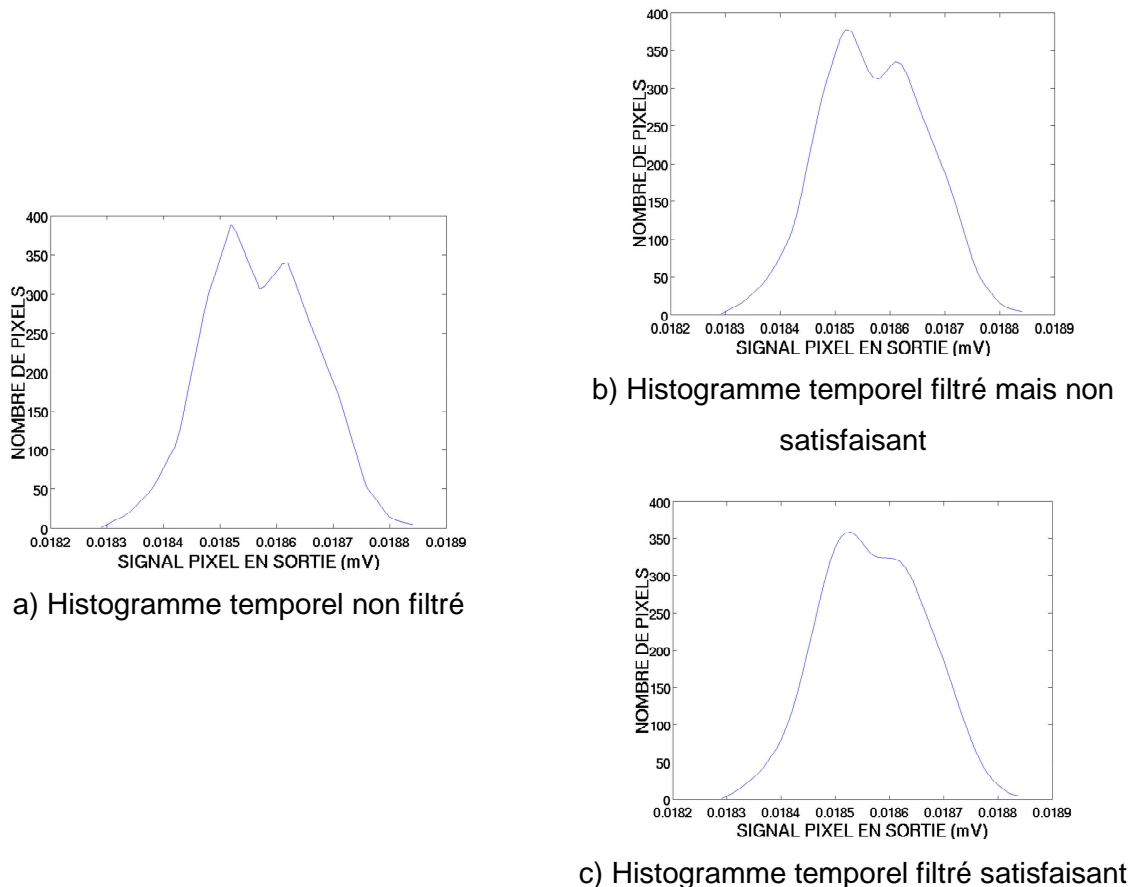 400
350
300
250
200
150
100
50
0
NOMBRE DE PIXELS
0.0182 0.0183 0.0184 0.0185 0.0186 0.0187 0.0188 0.0189
SIGNAL PIXEL EN SORTIE (mV)
a) Histogramme temporel non filtré
400
350
300
250
200
150
100
50
0
NOMBRE DE PIXELS
0.0182 0.0183 0.0184 0.0185 0.0186 0.0187 0.0188 0.0189
SIGNAL PIXEL EN SORTIE (mV)
b) Histogramme temporel filtré mais non
satisfaisant
400
350
300
250
200
150
100
50
0
NOMBRE DE PIXELS
0.0182 0.0183 0.0184 0.0185 0.0186 0.0187 0.0188 0.0189
SIGNAL PIXEL EN SORTIE (mV)
c) Histogramme temporel filtré satisfaisant